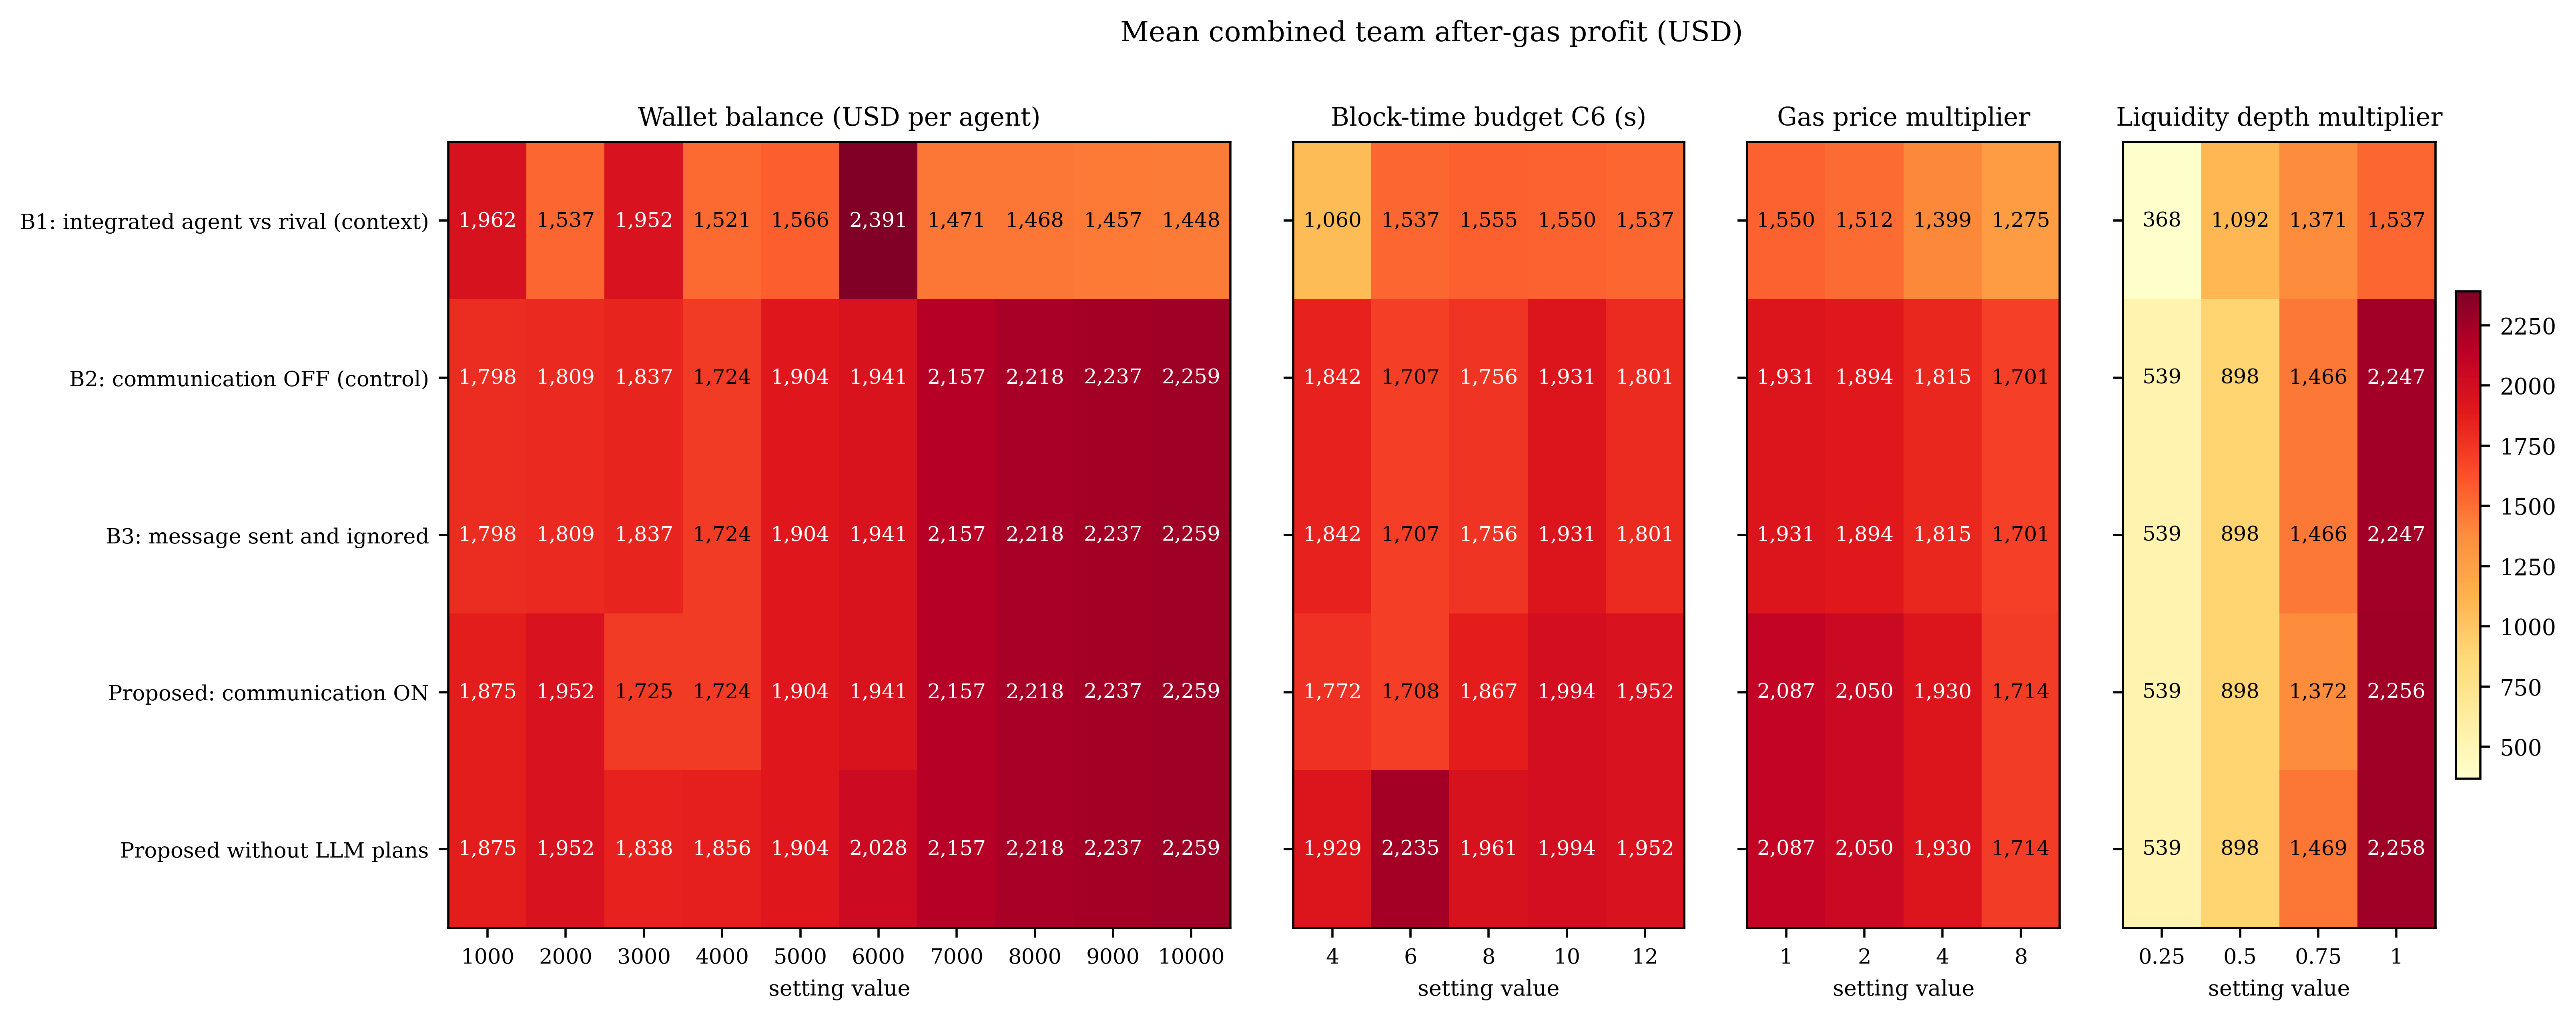 Mean combined team after-gas profit (USD)
Wallet balance (USD per agent)
Block-time budget C6 (s)
Gas price multiplier
Liquidity depth multiplier
B1: integrated agent vs rival (context) 1,962 1,537 1,952 1,521 1,566 2,391 1,471 1,468 1,457 1,448 1,060 1,537 1,555 1,550 1,537 1,550 1,512 1,399 1,275 368 1,092 1,371 1,537
B2: communication OFF (control) 1,798 1,809 1,837 1,724 1,904 1,941 2,157 2,218 2,237 2,259 1,842 1,707 1,756 1,931 1,801 1,931 1,894 1,815 1,701 539 898 1,466 2,247
B3: message sent and ignored 1,798 1,809 1,837 1,724 1,904 1,941 2,157 2,218 2,237 2,259 1,842 1,707 1,756 1,931 1,801 1,931 1,894 1,815 1,701 539 898 1,466 2,247
Proposed: communication ON 1,875 1,952 1,725 1,724 1,904 1,941 2,157 2,218 2,237 2,259 1,772 1,708 1,867 1,994 1,952 2,087 2,050 1,930 1,714 539 898 1,372 2,256
Proposed without LLM plans 1,875 1,952 1,838 1,856 1,904 2,028 2,157 2,218 2,237 2,259 1,929 2,235 1,961 1,994 1,952 2,087 2,050 1,930 1,714 539 898 1,469 2,258
1000 2000 3000 4000 5000 6000 7000 8000 9000 10000
setting value
4 6 8 10 12
setting value
1 2 4 8
setting value
0.25 0.5 0.75 1
setting value
2250
2000
1750
1500
1250
1000
750
500